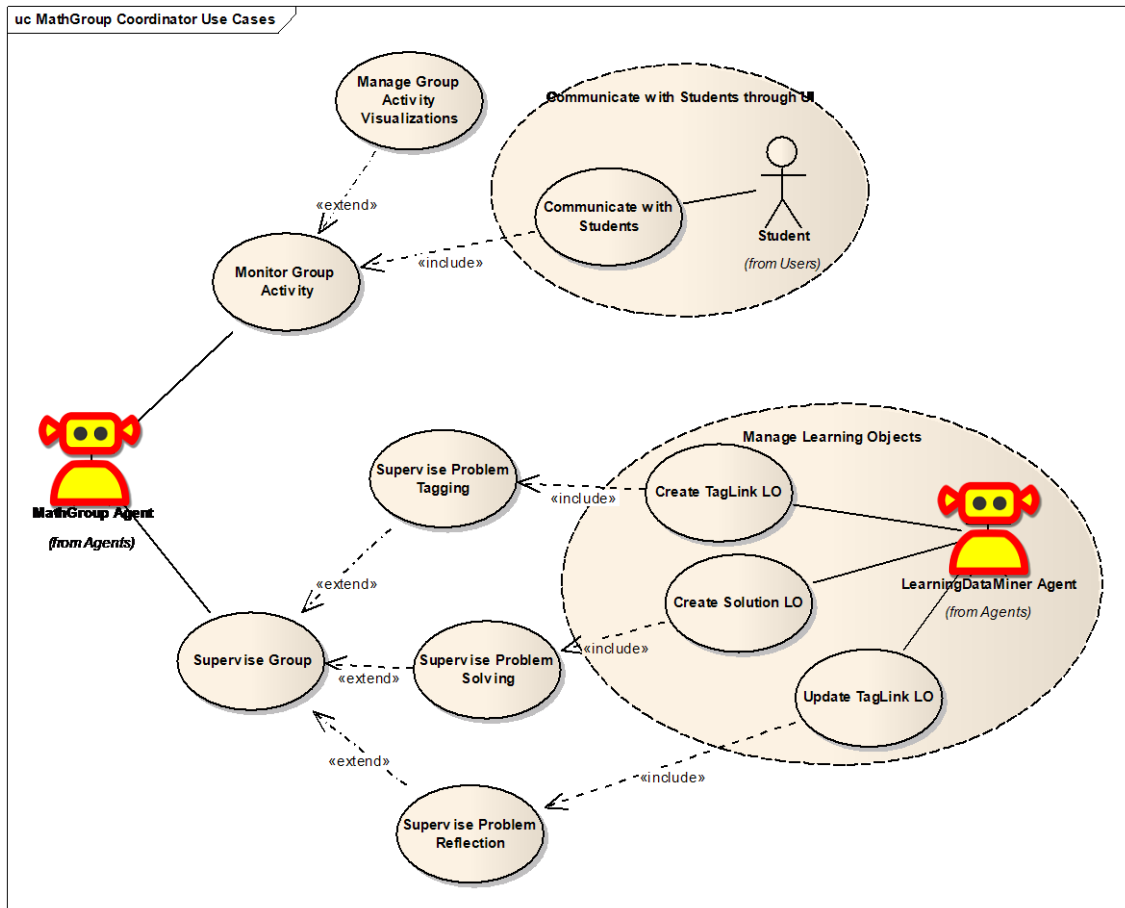 uc MathGroup Coordinator Use Cases
Manage Group
Activity
Visualizations
Communicate with Students through UI
Communicate with
Students
Student
(from Users)
«extend»
«include»
Monitor Group
Activity
MathGroup Agent
(from Agents)
Manage Learning Objects
Supervise Problem
Tagging
«include»
Create TagLink LO
LearningDataMiner Agent
(from Agents)
«extend»
Create Solution LO
«include»
Supervise Group
«extend»
Supervise Problem
Solving
Update TagLink LO
«extend»
«include»
Supervise Problem
Reflection